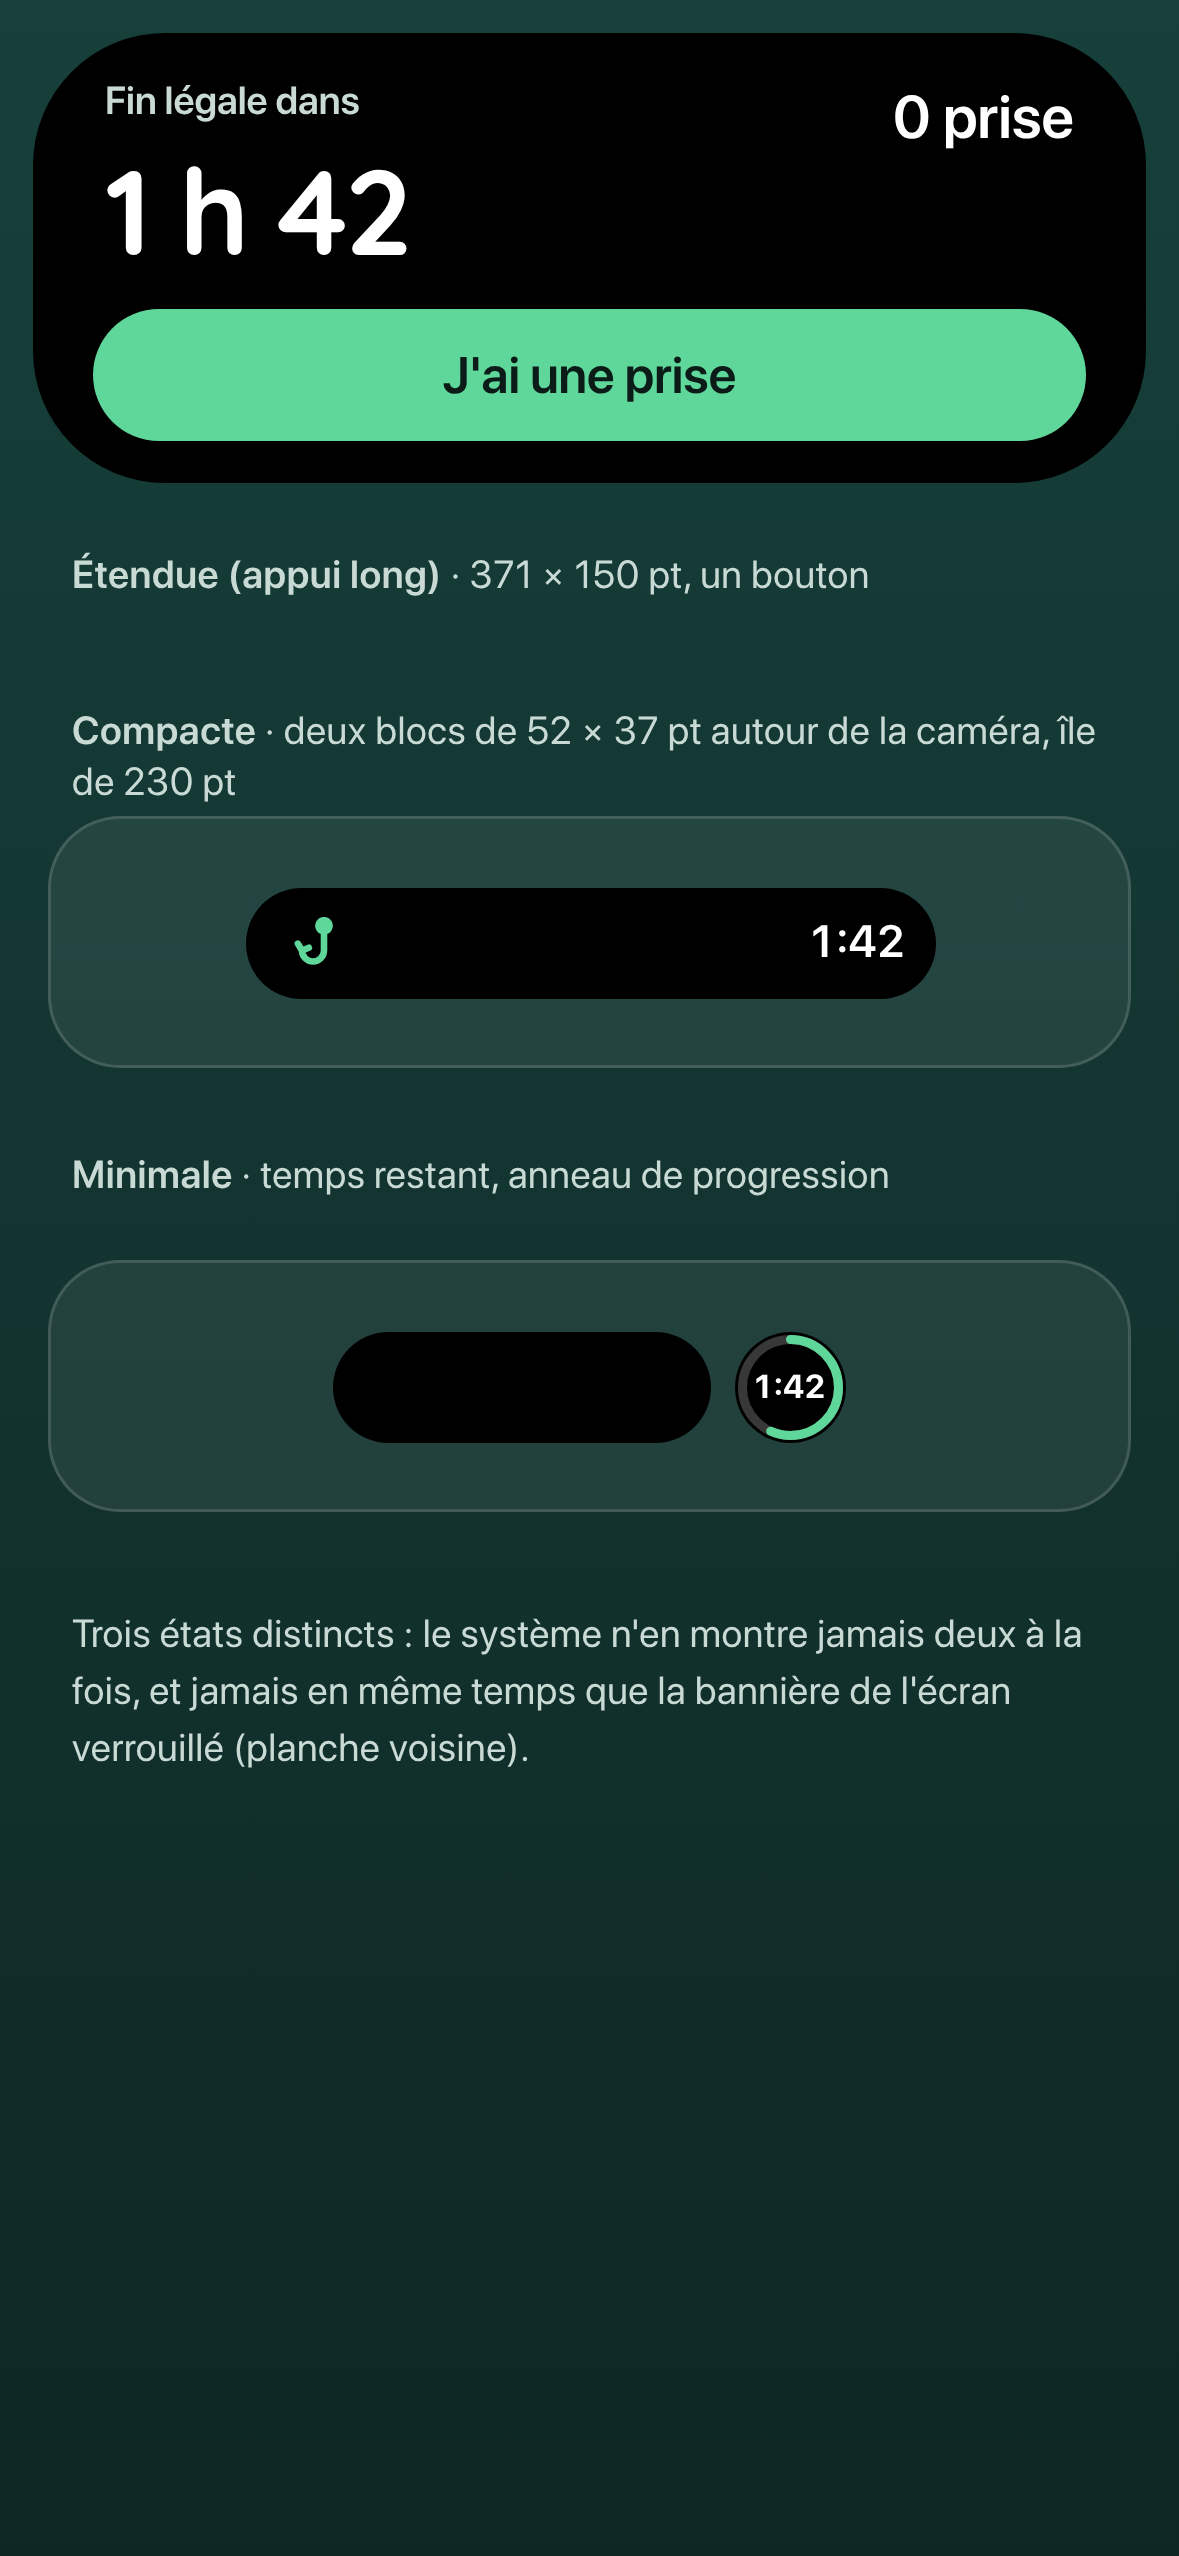 Fin légale dans
0 prise
1 h 42
J'ai une prise
Étendue (appui long) · 371 × 150 pt, un bouton
Compacte · deux blocs de 52 × 37 pt autour de la caméra, île
de 230 pt
1:42
Minimale · temps restant, anneau de progression
1:42
Trois états distincts : le système n'en montre jamais deux à la
fois, et jamais en même temps que la bannière de l'écran
verrouillé (planche voisine).